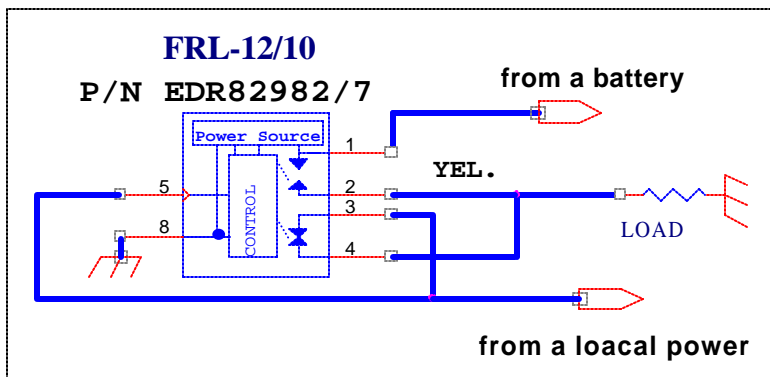 FRL-12/10
P/N EDR82982/7
from a battery
Power Source
1
YEL.
5
2
3
CONTROL
LOAD
8
4
from a loacal power